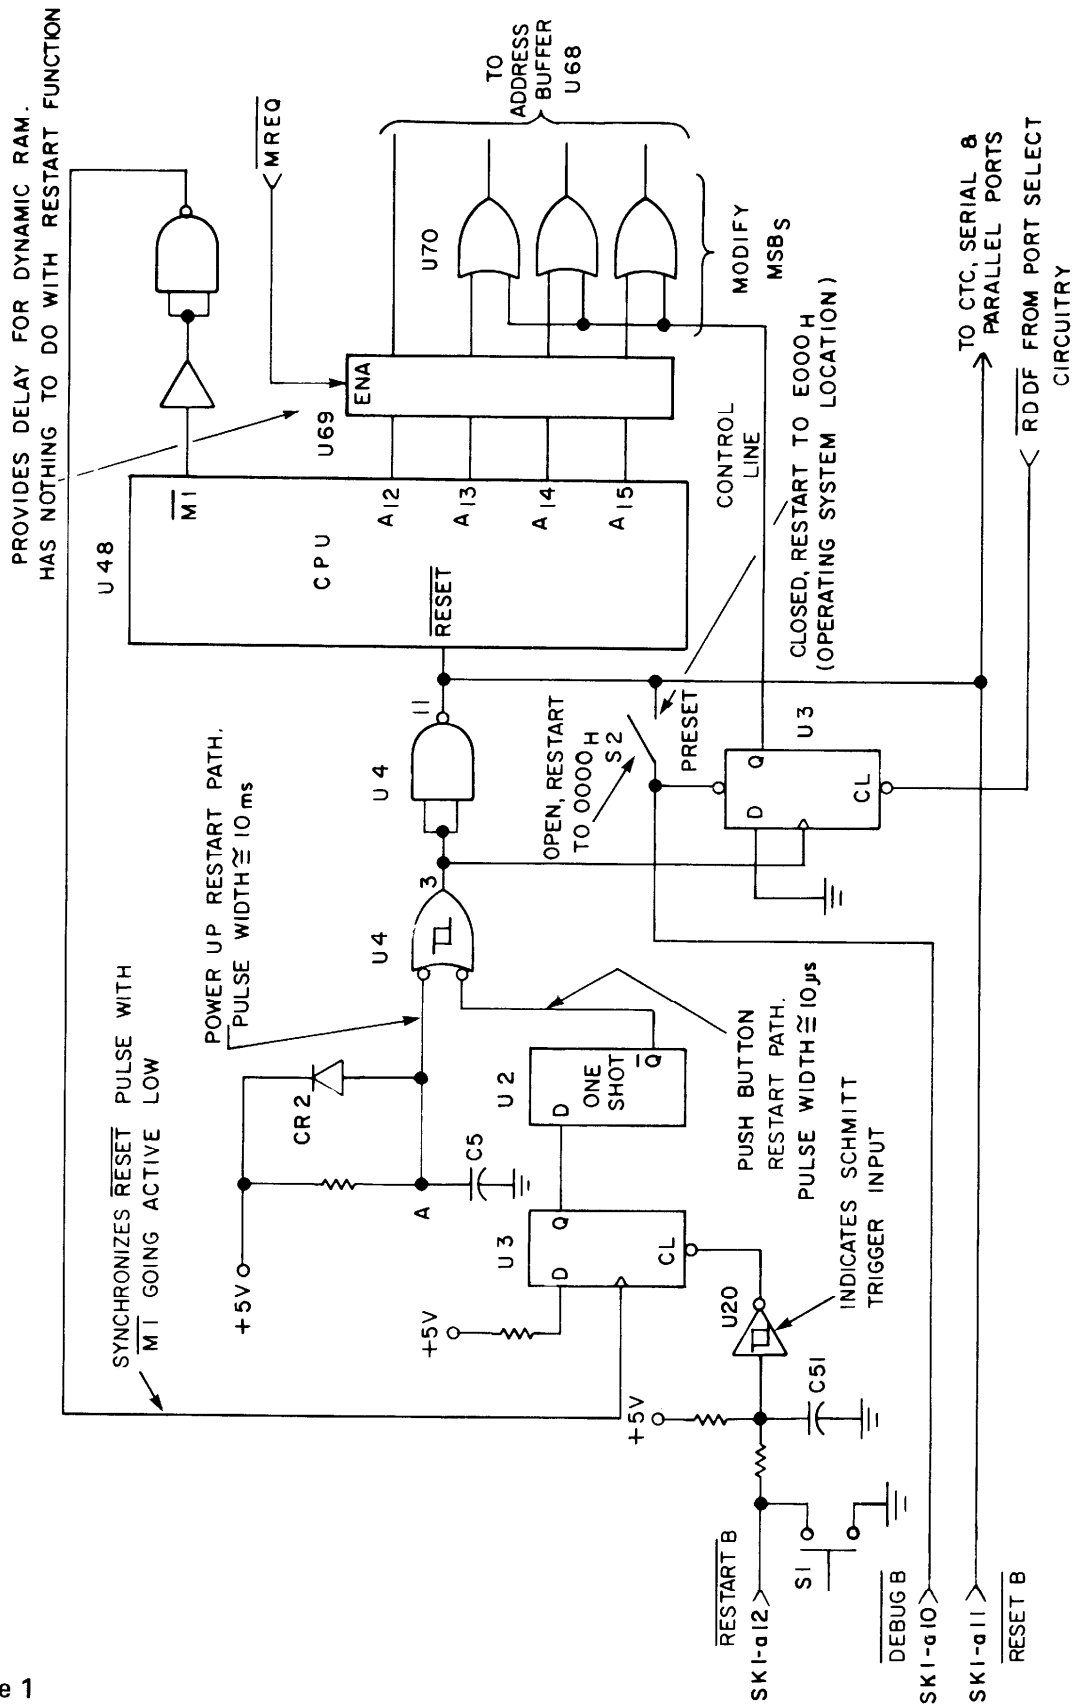 PROVIDES DELAY FOR DYNAMIC RAM.
HAS NOTHING TO DO WITH RESTART FUNCTION
SYNCHRONIZES RESET PULSE WITH
M1 GOING ACTIVE LOW
POWER UP RESTART PATH.
PULSE WIDTH ≅ 10 ms
U48
M1
CPU
RESET
A12
A13
A14
A15
U69
ENA
MREQ
U70
TO
ADDRESS
BUFFER
U68
MODIFY
MSBS
CONTROL
LINE
+5V
CR2
A
C5
U4
3
U4
11
U2
D
ONE
SHOT
Q
+5V
U3
D
Q
CL
OPEN, RESTART
TO 0000H
S2
PRESET
U3
D
Q
CL
CLOSED, RESTART TO E000H
(OPERATING SYSTEM LOCATION)
PUSH BUTTON
RESTART PATH.
PULSE WIDTH ≅ 10µs
INDICATES SCHMITT
TRIGGER INPUT
U20
+5V
C51
S1
RESTART B
SK1-a12
DEBUG B
SK1-a10
SK1-a11
RESET B
TO CTC, SERIAL &
PARALLEL PORTS
RDDF FROM PORT SELECT
CIRCUITRY
e 1